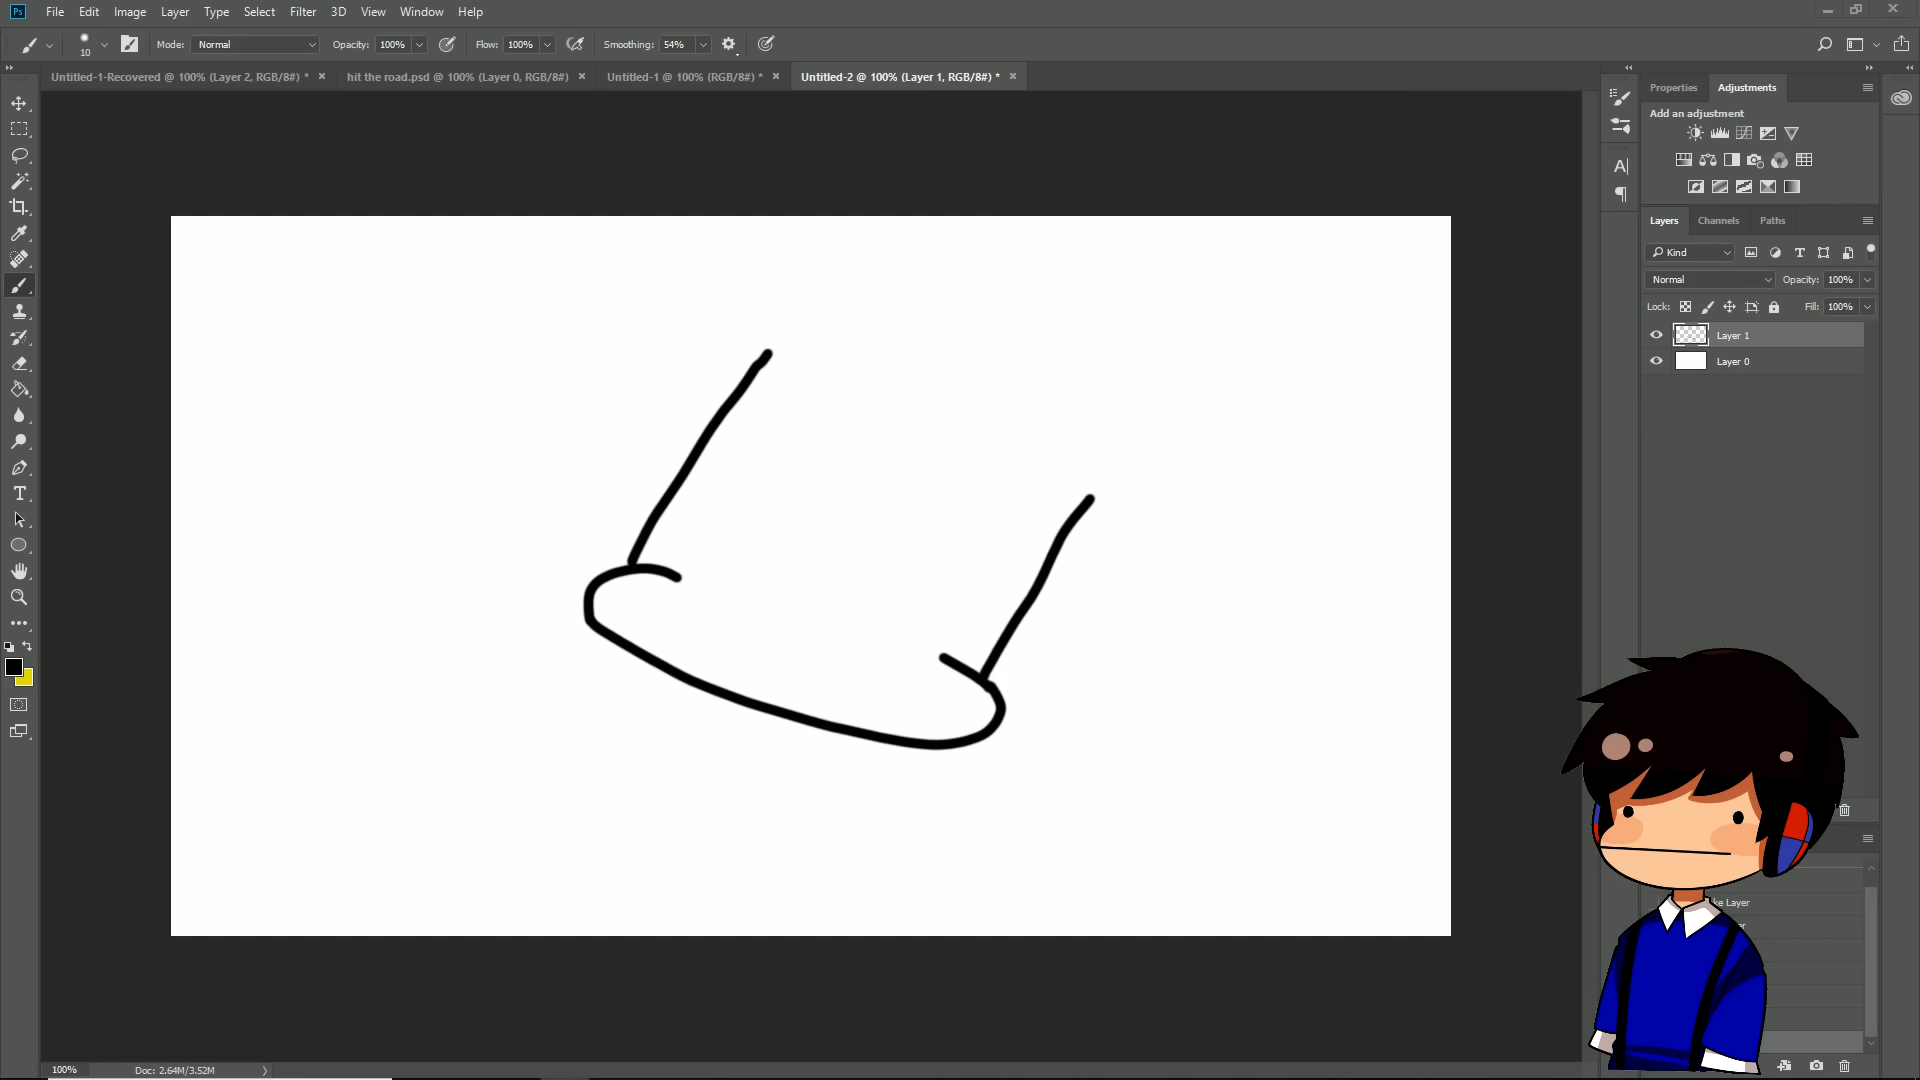 Ps File Edit Image Layer Type Select Filter 3D View Window Help
10 Mode: Normal Opacity: 100% Flow: 100% Smoothing: 54%
Untitled-1-Recovered @ 100% (Layer 2, RGB/8#) * × hit the road.psd @ 100% (Layer 0, RGB/8#) × Untitled-1 @ 100% (RGB/8#) * × Untitled-2 @ 100% (Layer 1, RGB/8#) * ×
Properties Adjustments
Add an adjustment
Layers Channels Paths
Kind
Normal Opacity: 100%
Lock: Fill: 100%
Layer 1
Layer 0
Layer
100% Doc: 2.64M/3.52M